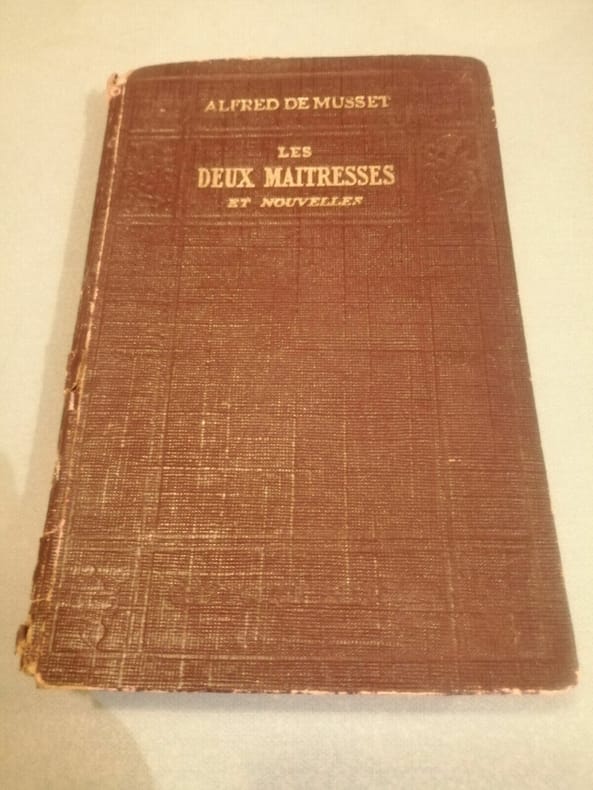 ALFRED DE MUSSET
LES
DEUX MAITRESSES
ET NOUVELLES